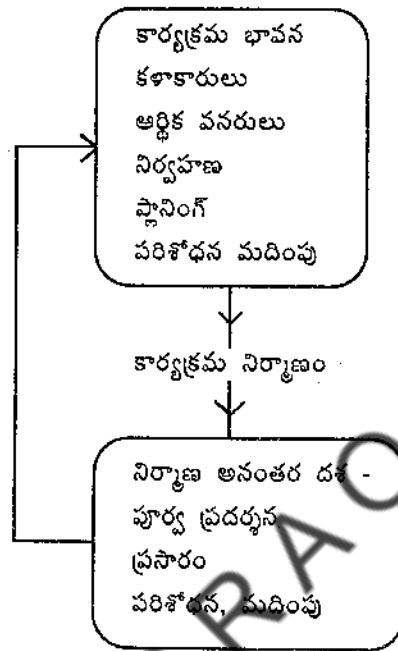 కార్యక్రమ భావన
కళాకారులు
ఆర్థిక వనరులు
నిర్వహణ
ప్లానింగ్
పరిశోధన మదింపు
కార్యక్రమ నిర్మాణం
నిర్మాణ అనంతర దశ -
పూర్వ ప్రదర్శన
ప్రసారం
పరిశోధన, మదింపు
RAO